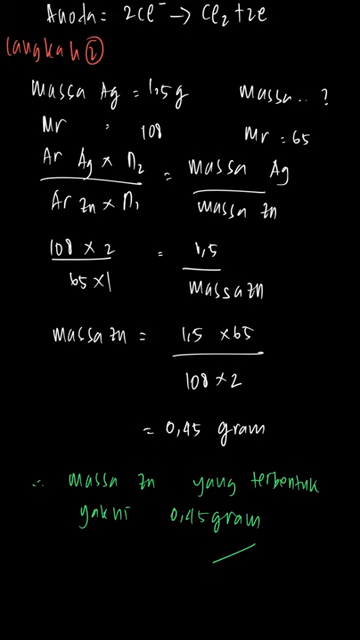 Anoda = 2Cl⁻ → Cl₂ + 2e
Langkah ②
Massa Ag = 1,5 g Massa .. ?
Mr : 108 Mr = 65
Ar Ag × n₂ = Massa Ag
Ar Zn × n₁ massa Zn
108 × 2 = 1,5
65 × 1 massa Zn
massa Zn = 1,5 × 65
108 × 2
= 0,45 gram
∴ massa Zn yang terbentuk
yakni 0,45 gram